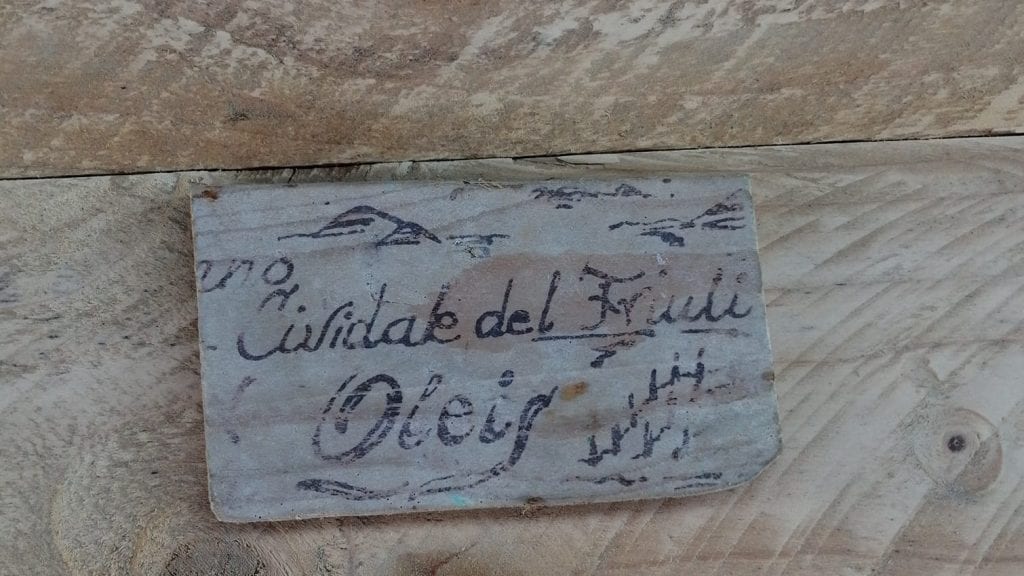 Cividale del Friuli
Oleis